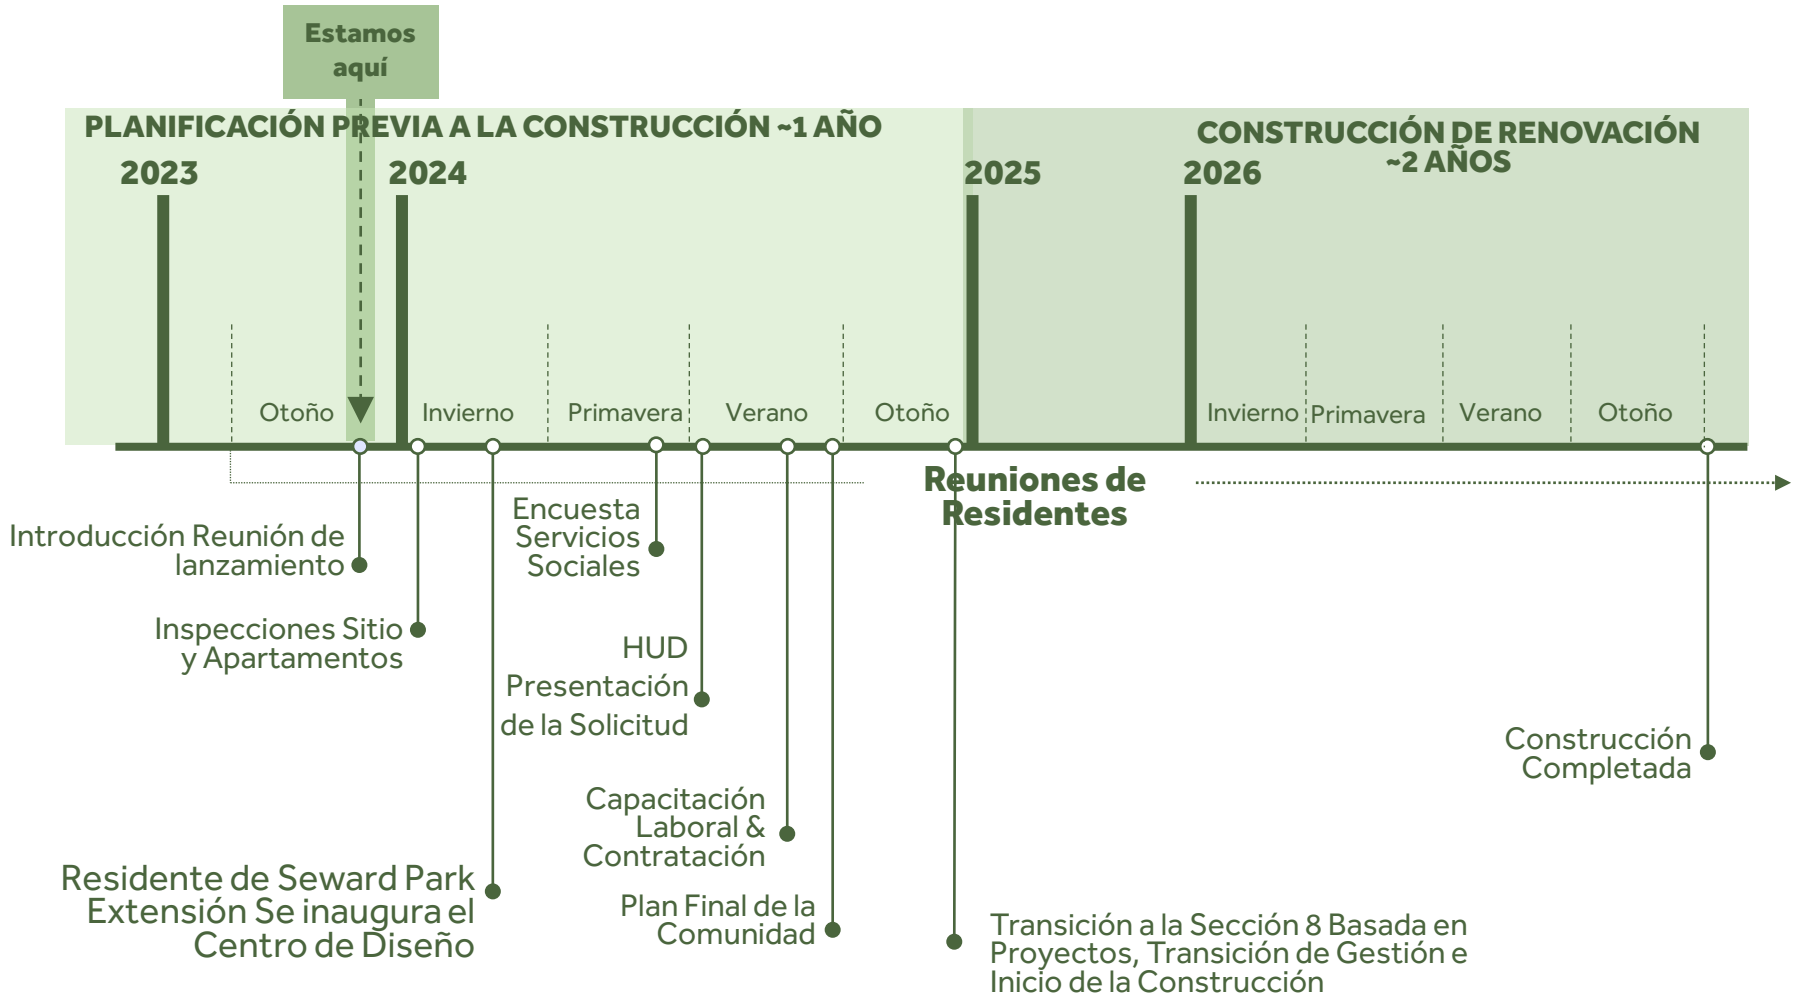 Estamos
aquí
PLANIFICACIÓN PREVIA A LA CONSTRUCCIÓN ~1 AÑO
CONSTRUCCIÓN DE RENOVACIÓN
~2 AÑOS
2023
2024
2025
2026
Otoño
Invierno
Primavera
Verano
Otoño
Invierno
Primavera
Verano
Otoño
Reuniones de
Residentes
Introducción Reunión de
lanzamiento
Inspecciones Sitio
y Apartamentos
Residente de Seward Park
Extensión Se inaugura el
Centro de Diseño
Encuesta
Servicios
Sociales
HUD
Presentación
de la Solicitud
Capacitación
Laboral &
Contratación
Plan Final de la
Comunidad
Transición a la Sección 8 Basada en
Proyectos, Transición de Gestión e
Inicio de la Construcción
Construcción
Completada